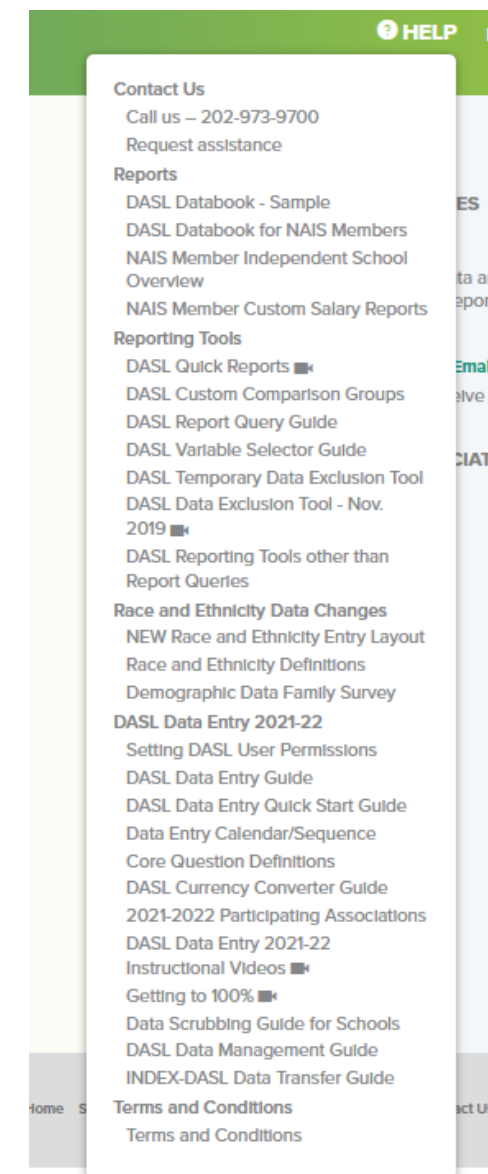 HELP
Contact Us
Call us – 202-973-9700
Request assistance
Reports
ES
DASL Databook - Sample
DASL Databook for NAIS Members
NAIS Member Independent School
Overview
NAIS Member Custom Salary Reports
Reporting Tools
DASL Quick Reports
DASL Custom Comparison Groups
DASL Report Query Guide
DASL Variable Selector Guide
DASL Temporary Data Exclusion Tool
DASL Data Exclusion Tool - Nov.
2019
DASL Reporting Tools other than
Report Queries
Race and Ethnicity Data Changes
NEW Race and Ethnicity Entry Layout
Race and Ethnicity Definitions
Demographic Data Family Survey
DASL Data Entry 2021-22
Setting DASL User Permissions
DASL Data Entry Guide
DASL Data Entry Quick Start Guide
Data Entry Calendar/Sequence
Core Question Definitions
DASL Currency Converter Guide
2021-2022 Participating Associations
DASL Data Entry 2021-22
Instructional Videos
Getting to 100%
Data Scrubbing Guide for Schools
DASL Data Management Guide
INDEX-DASL Data Transfer Guide
Home
Terms and Conditions
Terms and Conditions